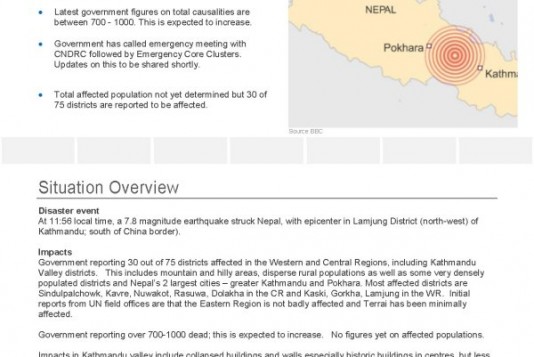 Latest government figures on total causalities are
between 700 - 1000. This is expected to increase.
Government has called emergency meeting with
CNDRC followed by Emergency Core Clusters.
Updates on this to be shared shortly.
Total affected population not yet determined but 30 of
75 districts are reported to be affected.
NEPAL
Pokhara
Kathma
Source BBC
Situation Overview
Disaster event
At 11:56 local time, a 7.8 magnitude earthquake struck Nepal, with epicenter in Lamjung District (north-west) of
Kathmandu; south of China border).
Impacts
Government reporting 30 out of 75 districts affected in the Western and Central Regions, including Kathmandu
Valley districts. This includes mountain and hilly areas, disperse rural populations as well as some very densely
populated districts and Nepal's 2 largest cities – greater Kathmandu and Pokhara. Most affected districts are
Sindulpalchowk, Kavre, Nuwakot, Rasuwa, Dolakha in the CR and Kaski, Gorkha, Lamjung in the WR. Initial
reports from UN field offices are that the Eastern Region is not badly affected and Terrai has been minimally
affected.
Government reporting over 700-1000 dead; this is expected to increase. No figures yet on affected populations.
Impacts in Kathmandu valley include collapsed buildings and walls especially historic buildings in centres, but less